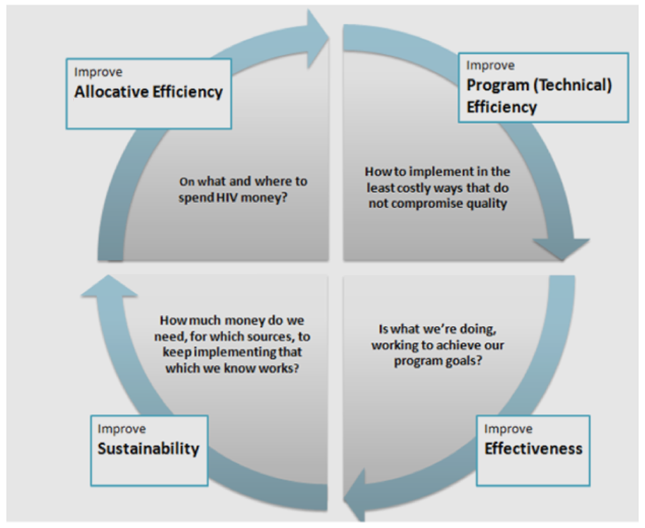 Improve
Allocative Efficiency
On what and where to
spend HIV money?
Improve
Program (Technical)
Efficiency
How to implement in the
least costly ways that do
not compromise quality
How much money do we
need, for which sources, to
keep implementing that
which we know works?
Improve
Sustainability
Is what we're doing,
working to achieve our
program goals?
Improve
Effectiveness